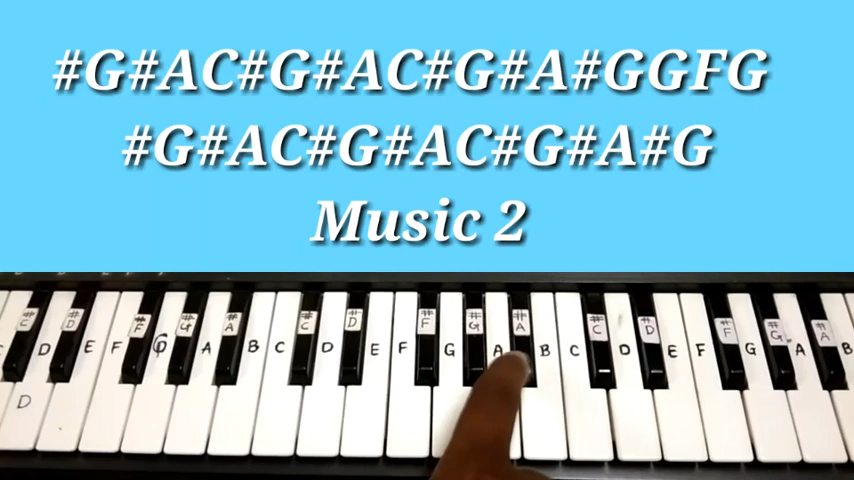 #G#AC#G#AC#G#A#GGFG
#G#AC#G#AC#G#A#G
Music 2
#C #D #F #G #A #C #D #F #G #A #C #D #F #G #A
D E F G A B C D E F G A B C D E F G A B
D